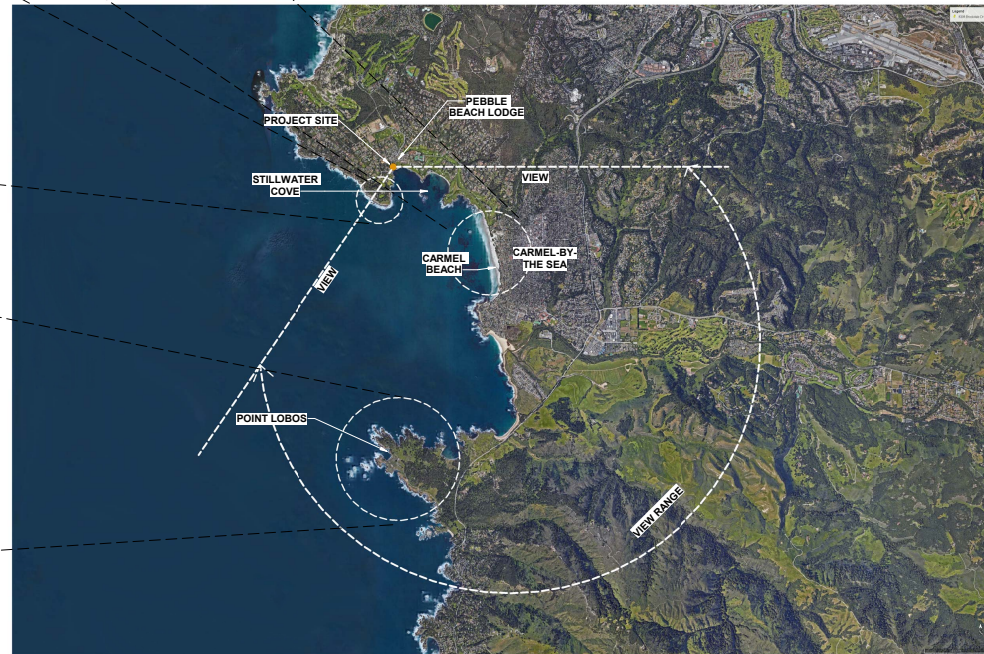 Legend
PEBBLE
BEACH LODGE
PROJECT SITE
VIEW
STILLWATER
COVE
CARMEL
BEACH
CARMEL-BY-
THE SEA
VIEW
POINT LOBOS
VIEW RANGE